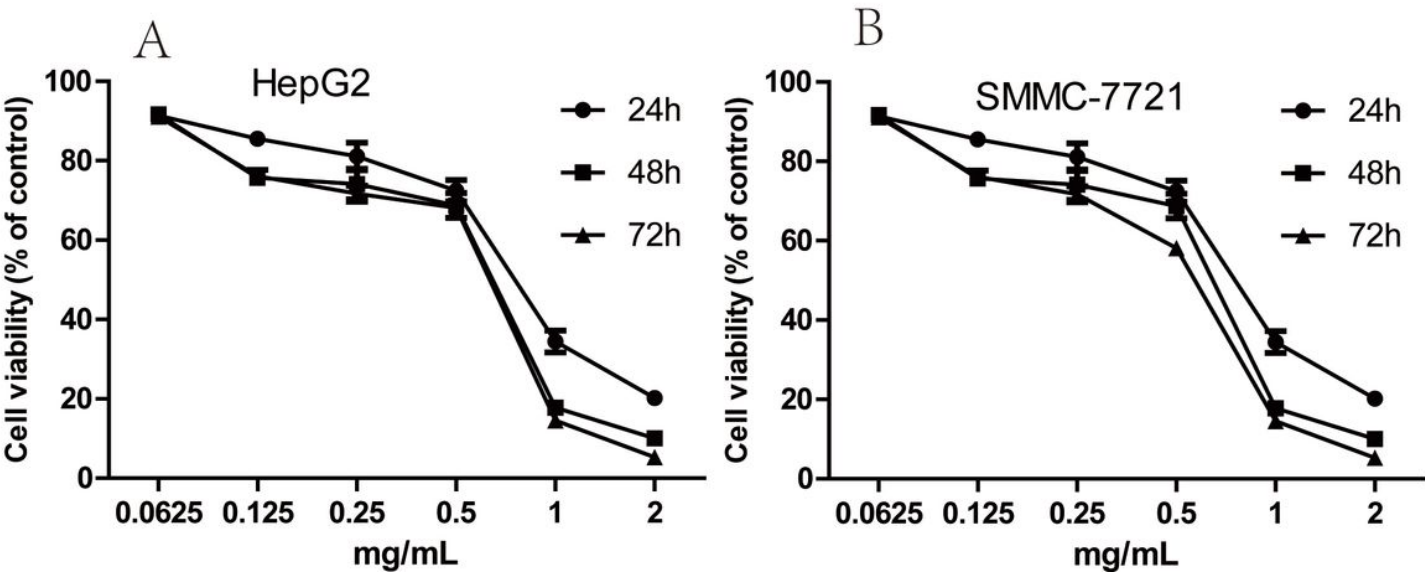 A
HepG2
24h
48h
72h
Cell viability (% of control)
100
80
60
40
20
0
0.0625 0.125 0.25 0.5 1 2
mg/mL
B
SMMC-7721
24h
48h
72h
Cell viability (% of control)
100
80
60
40
20
0
0.0625 0.125 0.25 0.5 1 2
mg/mL